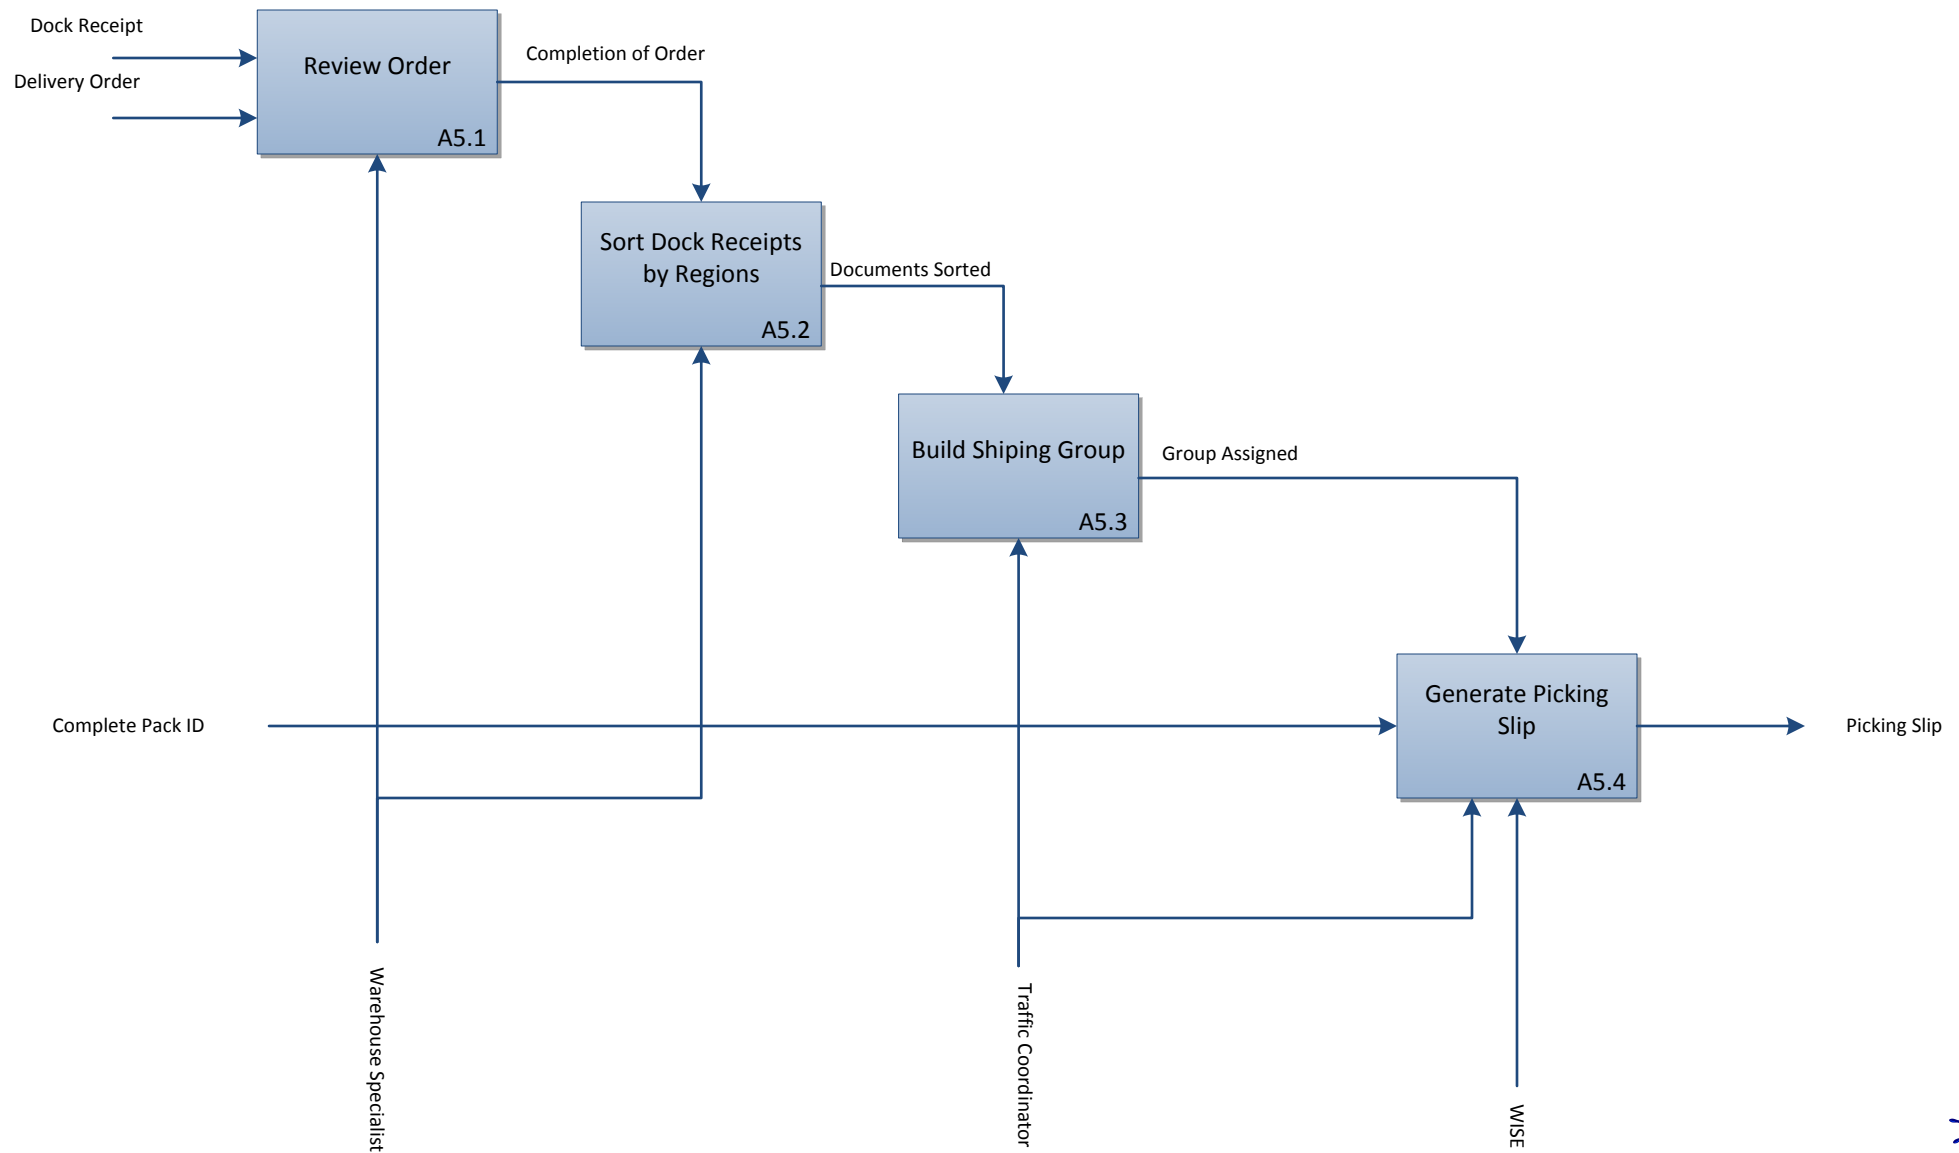 Dock Receipt
Delivery Order
Review Order
A5.1
Completion of Order
Sort Dock Receipts
by Regions
A5.2
Documents Sorted
Build Shiping Group
A5.3
Group Assigned
Complete Pack ID
Generate Picking
Slip
A5.4
Picking Slip
Warehouse Specialist
Traffic Coordinator
WISE